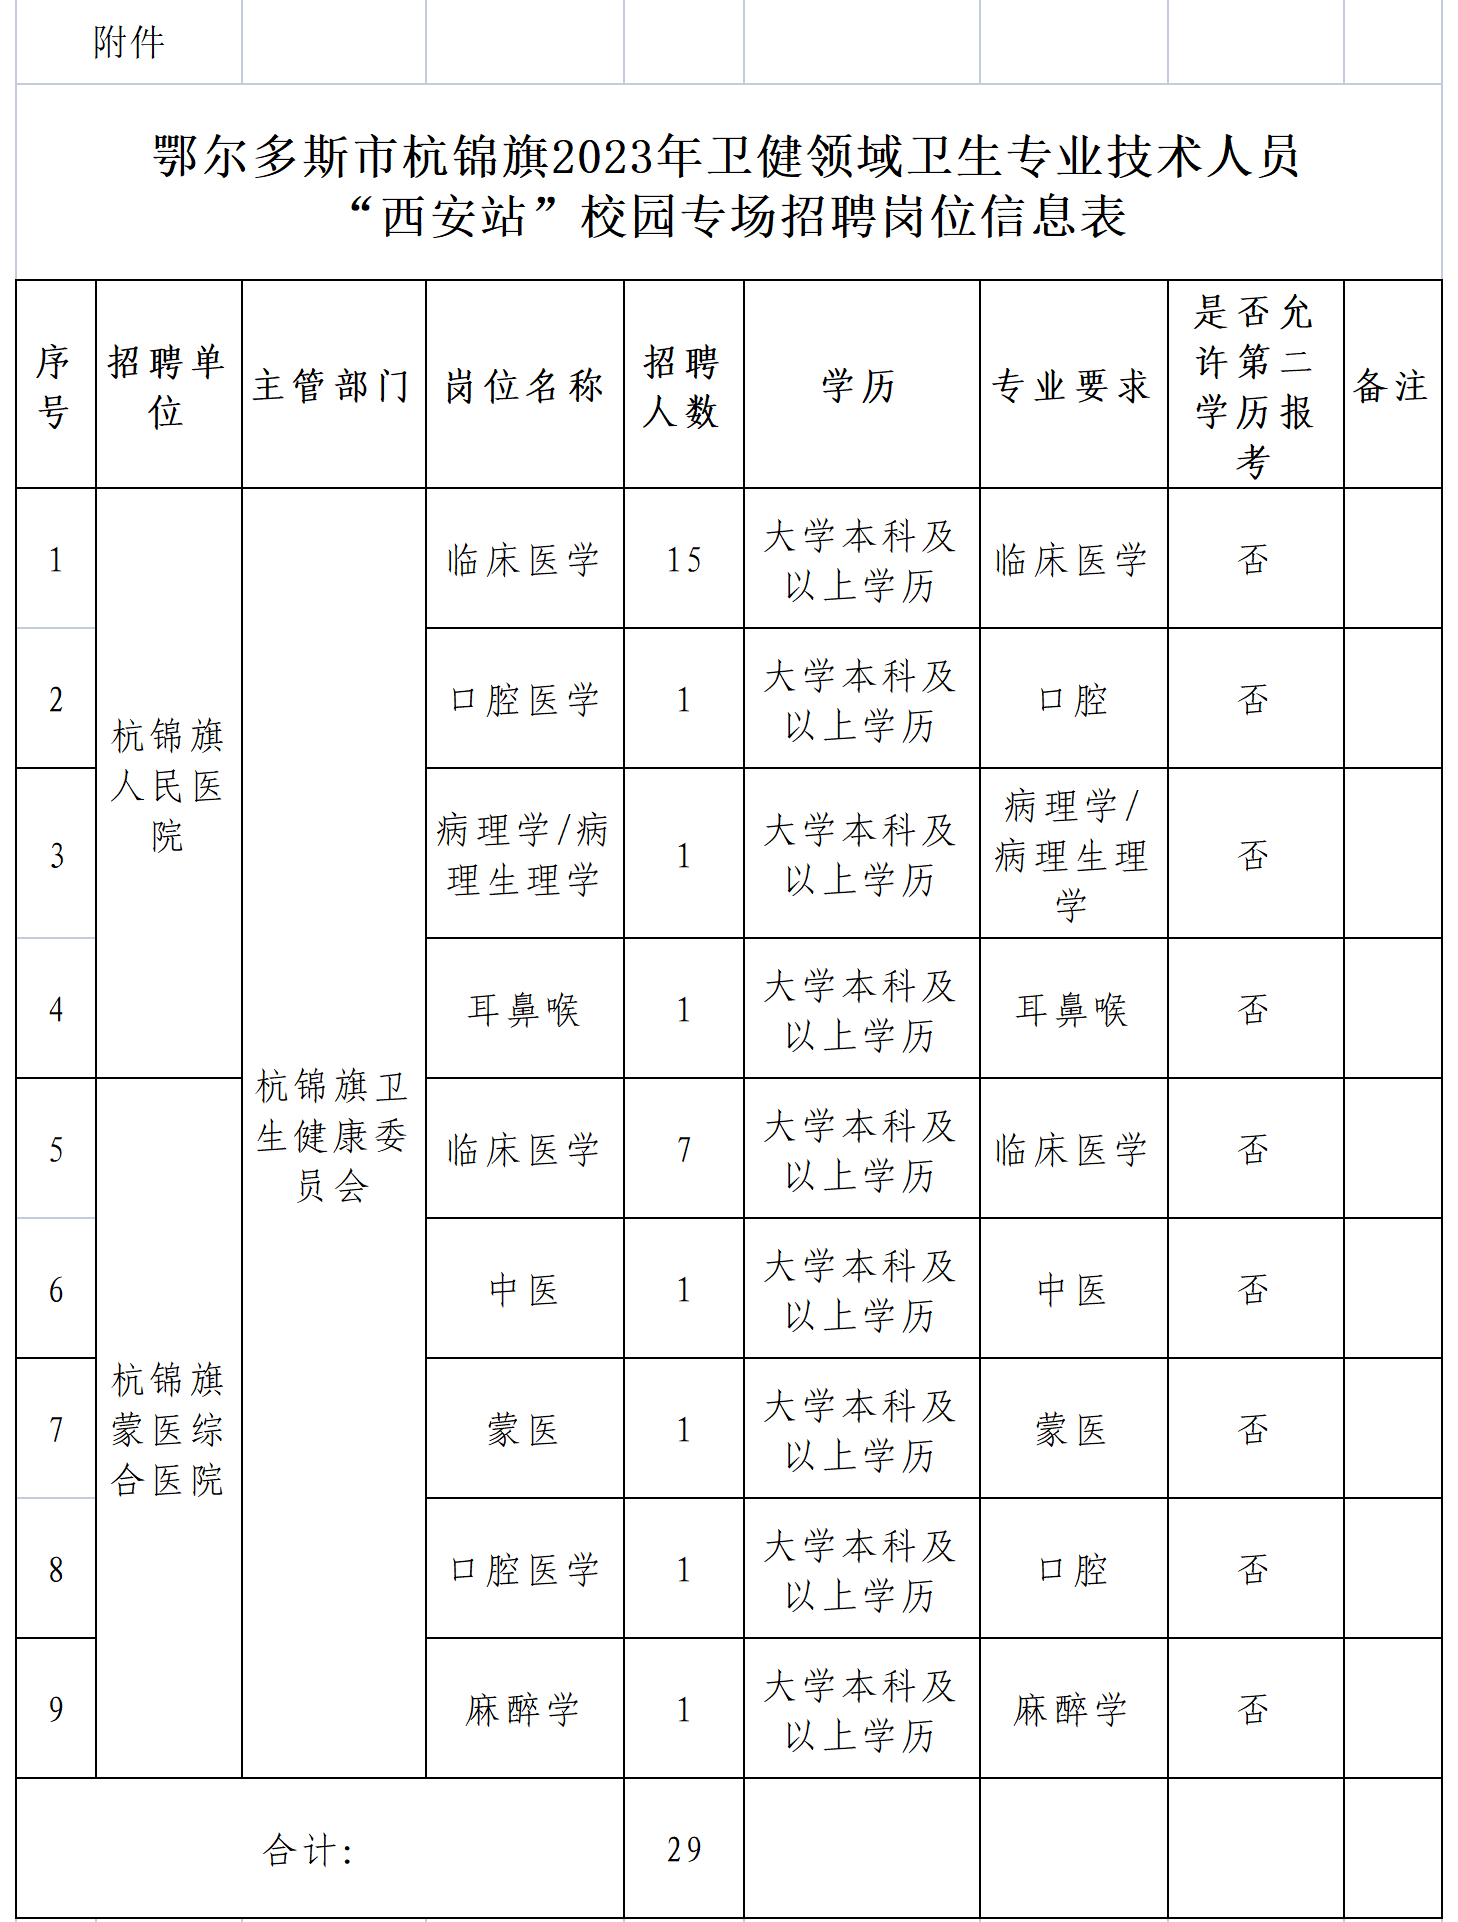 附件
鄂尔多斯市杭锦旗2023年卫健领域卫生专业技术人员
“西安站”校园专场招聘岗位信息表
序号 招聘单位 主管部门 岗位名称 招聘人数 学历 专业要求 是否允许第二学历报考 备注
1 杭锦旗人民医院 杭锦旗卫生健康委员会 临床医学 15 大学本科及以上学历 临床医学 否
2 口腔医学 1 大学本科及以上学历 口腔 否
3 病理学/病理生理学 1 大学本科及以上学历 病理学/病理生理学 否
4 耳鼻喉 1 大学本科及以上学历 耳鼻喉 否
5 杭锦旗蒙医综合医院 临床医学 7 大学本科及以上学历 临床医学 否
6 中医 1 大学本科及以上学历 中医 否
7 蒙医 1 大学本科及以上学历 蒙医 否
8 口腔医学 1 大学本科及以上学历 口腔 否
9 麻醉学 1 大学本科及以上学历 麻醉学 否
合计： 29